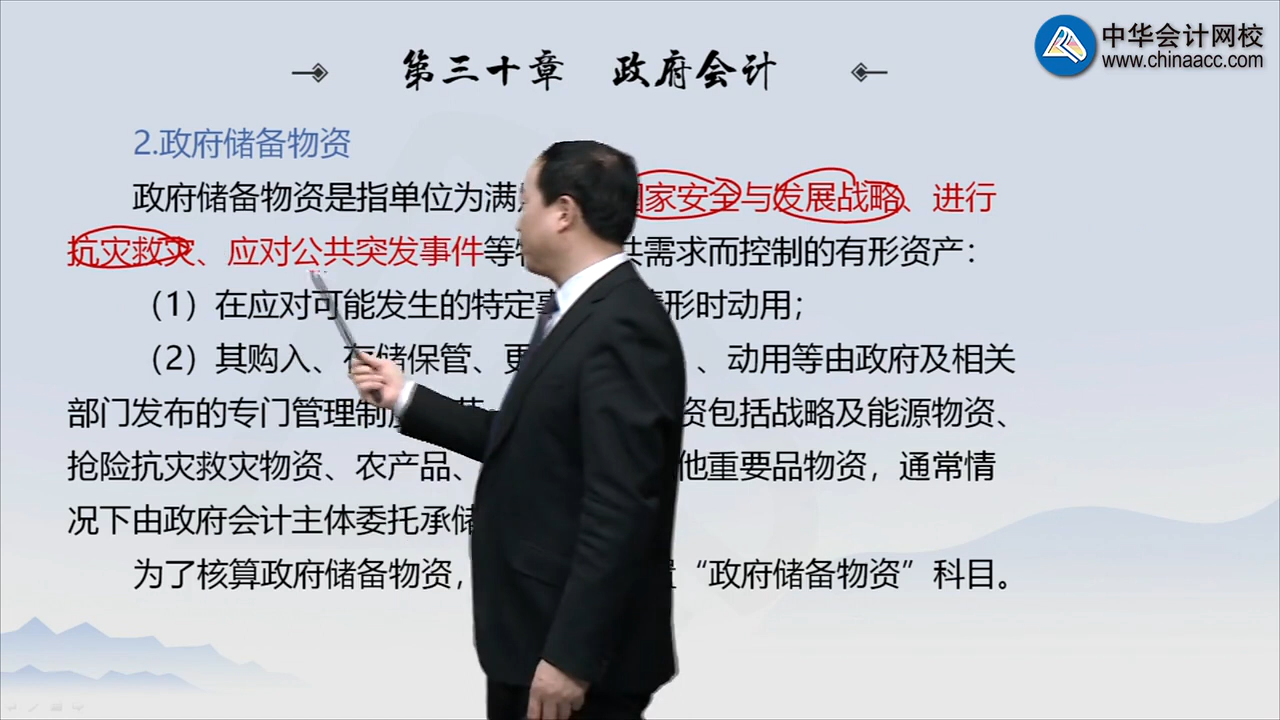 中华会计网校
www.chinaacc.com
第三十章 政府会计
2.政府储备物资
政府储备物资是指单位为满 家安全与发展战略、进行
抗灾救灾、应对公共突发事件等 共需求而控制的有形资产：
（1）在应对可能发生的特定 形时动用；
（2）其购入、存储保管、 、动用等由政府及相关
部门发布的专门管理制 资包括战略及能源物资、
抢险抗灾救灾物资、农产品、 他重要品物资，通常情
况下由政府会计主体委托承储
为了核算政府储备物资， “政府储备物资”科目。